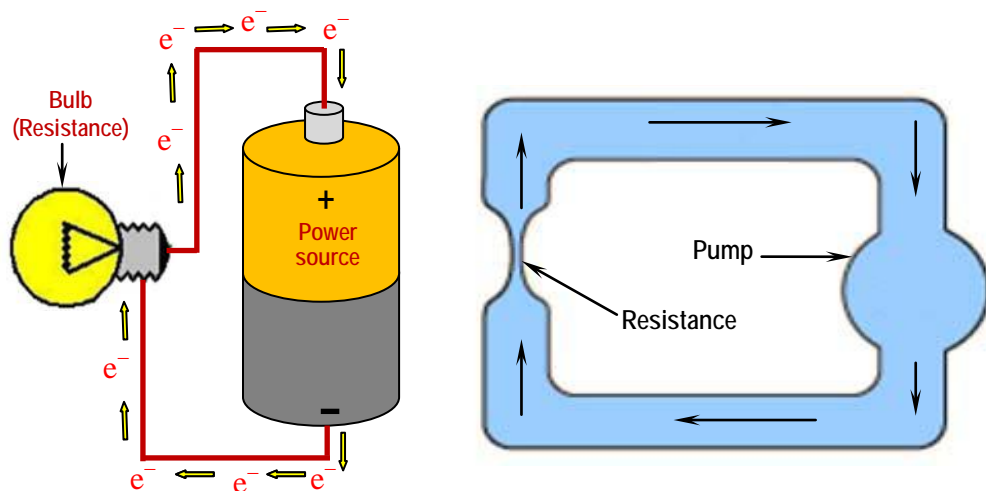 e⁻
e⁻
e⁻
Bulb
(Resistance)
e⁻
e⁻
e⁻
e⁻
e⁻
e⁻
+
Power
source
-
Pump
Resistance